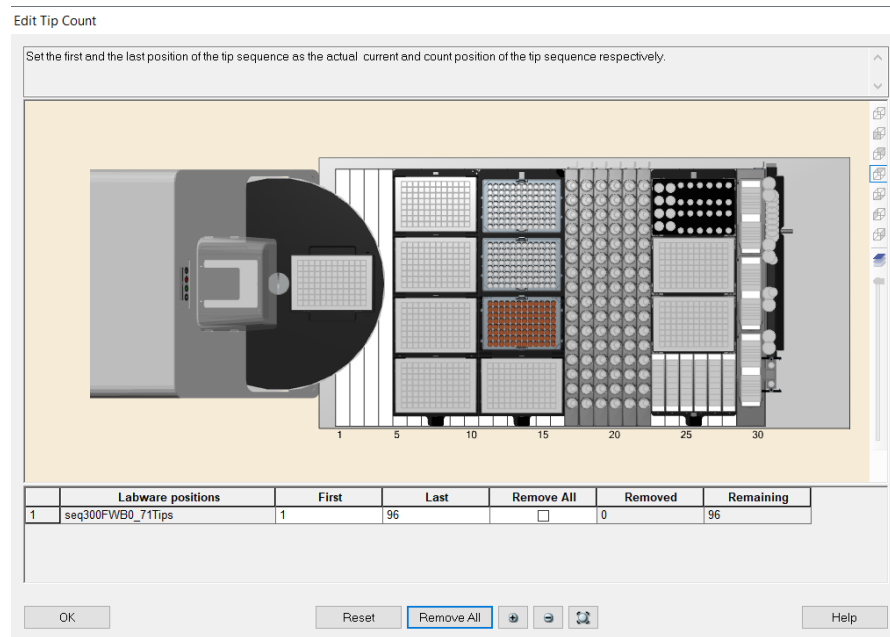 Edit Tip Count
Set the first and the last position of the tip sequence as the actual current and count position of the tip sequence respectively.
1 5 10 15 20 25 30
Labware positions First Last Remove All Removed Remaining
1 seq300FWB0_71Tips 1 96 0 96
OK Reset Remove All Help